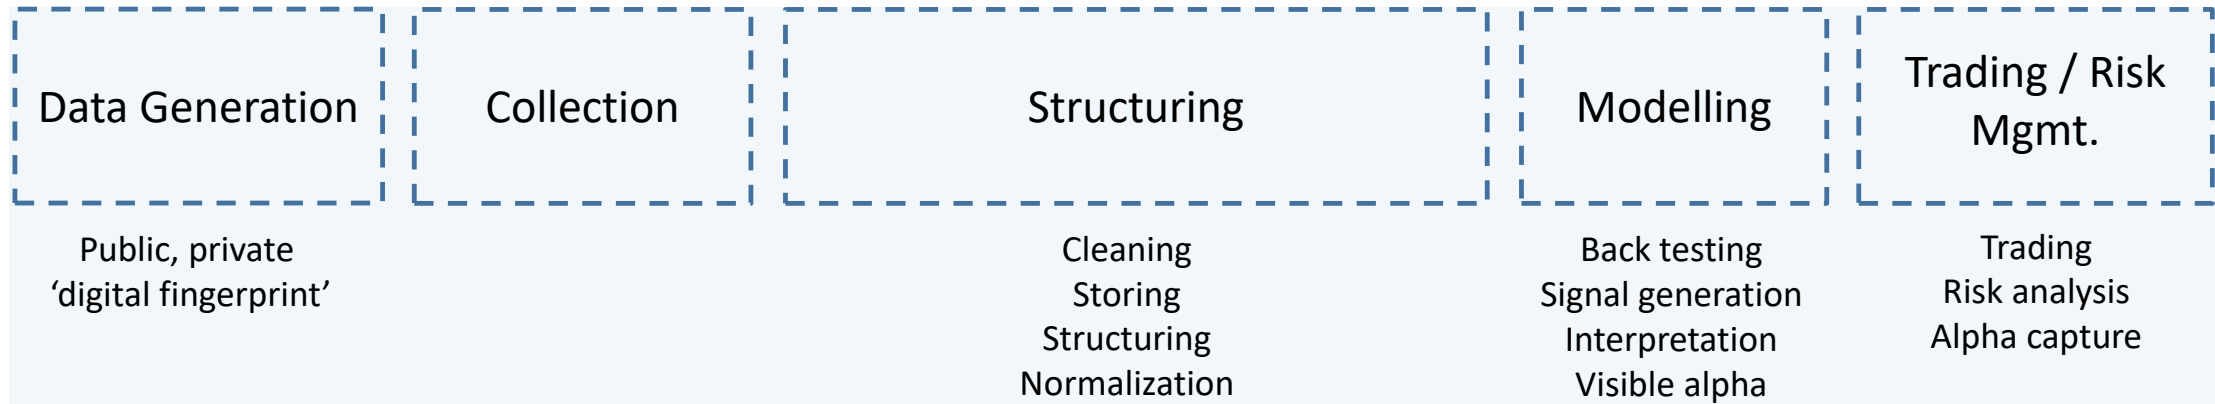 Data Generation
Collection
Structuring
Modelling
Trading / Risk
Mgmt.
Public, private
‘digital fingerprint’
Cleaning
Storing
Structuring
Normalization
Back testing
Signal generation
Interpretation
Visible alpha
Trading
Risk analysis
Alpha capture